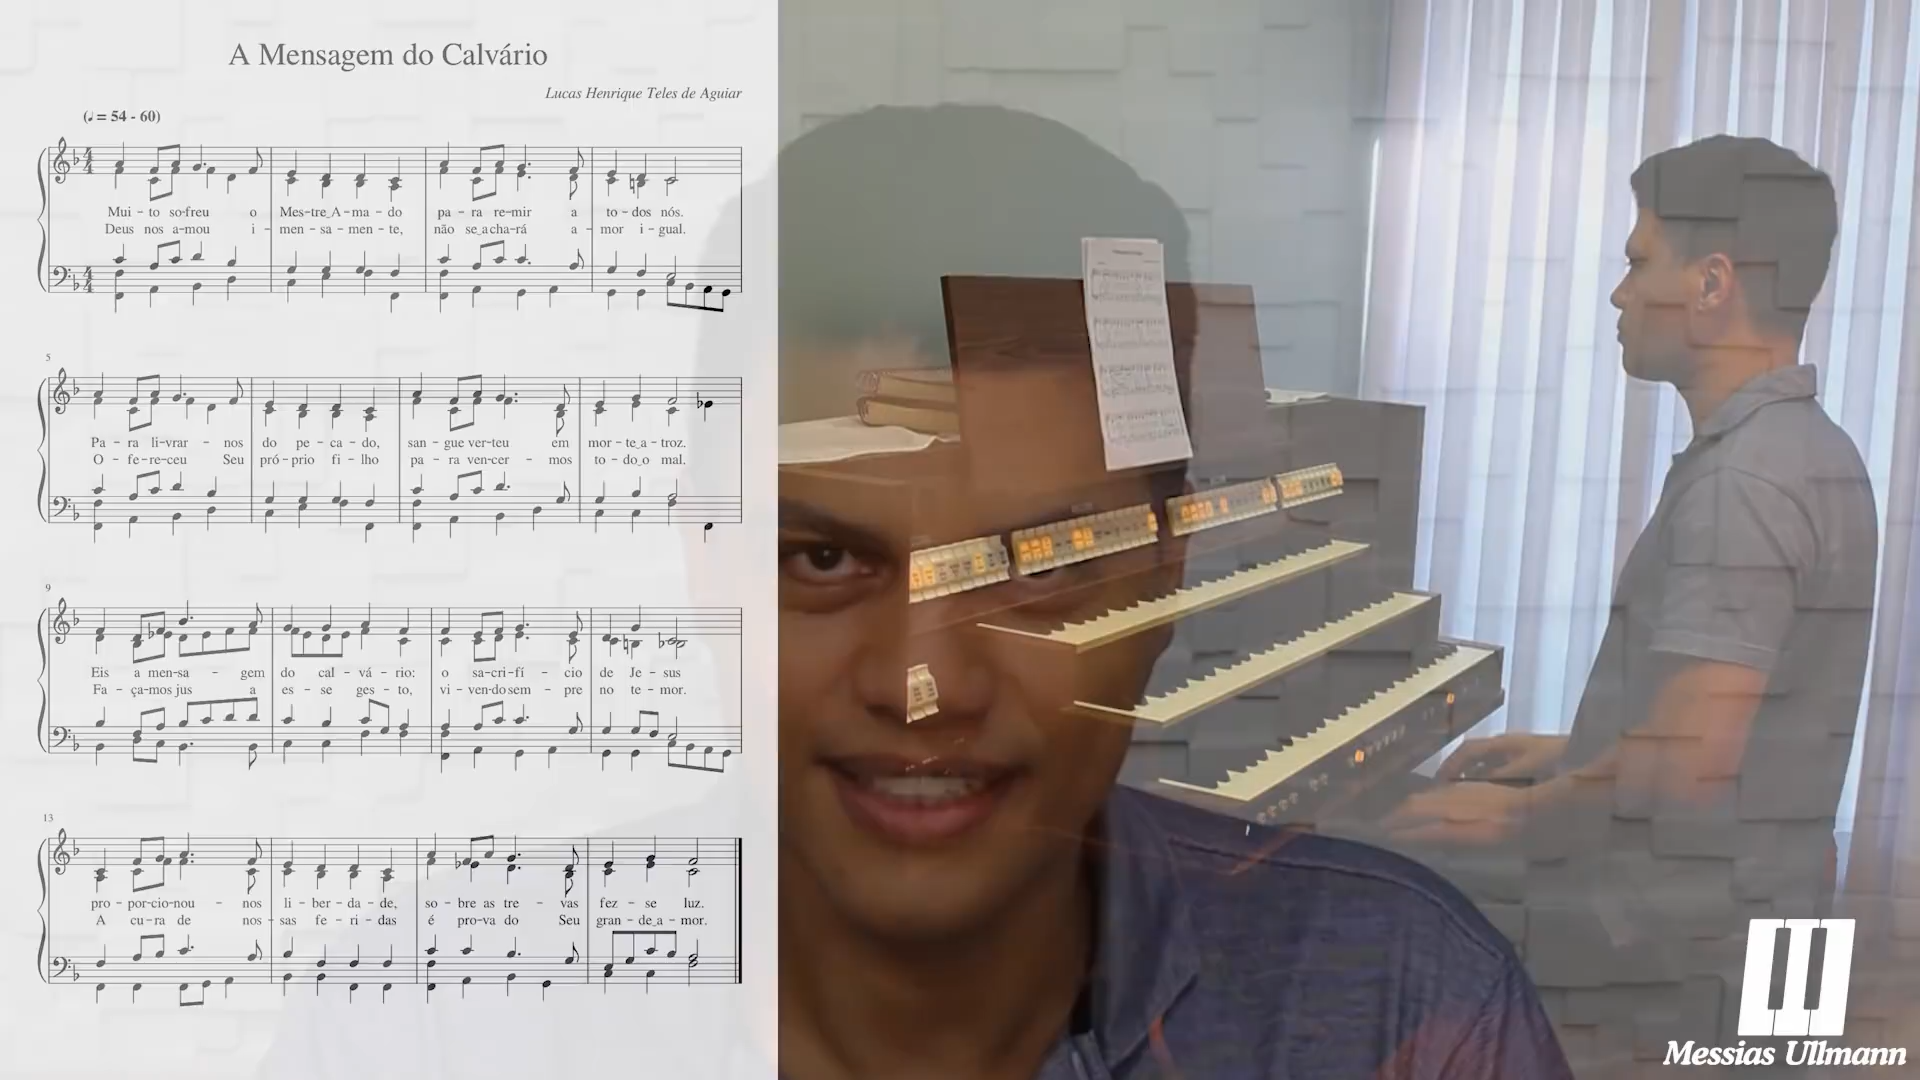 A Mensagem do Calvário
Lucas Henrique Teles de Aguiar
(♩ = 54 - 60)
Mui - to so-freu o Mes-tre A-ma - do pa - ra re-mir a to - dos nós.
Deus nos a-mou i - men - sa - men - te, não se a cha-rá a - mor i - gual.
5
Pa - ra li-vrar - nos do pe - ca - do, san - gue ver-teu em mor - te a - troz.
O - fe - re-ceu Seu pró - prio fi - lho pa - ra ven-cer - mos to - do o mal.
9
Eis a men-sa - gem do cal - vá - rio: o sa-cri-fí - cio de Je - sus
Fa - ça-mos jus a es - se ges - to, vi - ven-do sem - pre no te - mor.
13
pro - por-cio-nou - nos li - ber - da - de, so - bre as tre - vas fez - se luz.
A cu-ra de nos - sas fe - ri - das é pro-va do Seu gran - de a - mor.
Messias Ullmann